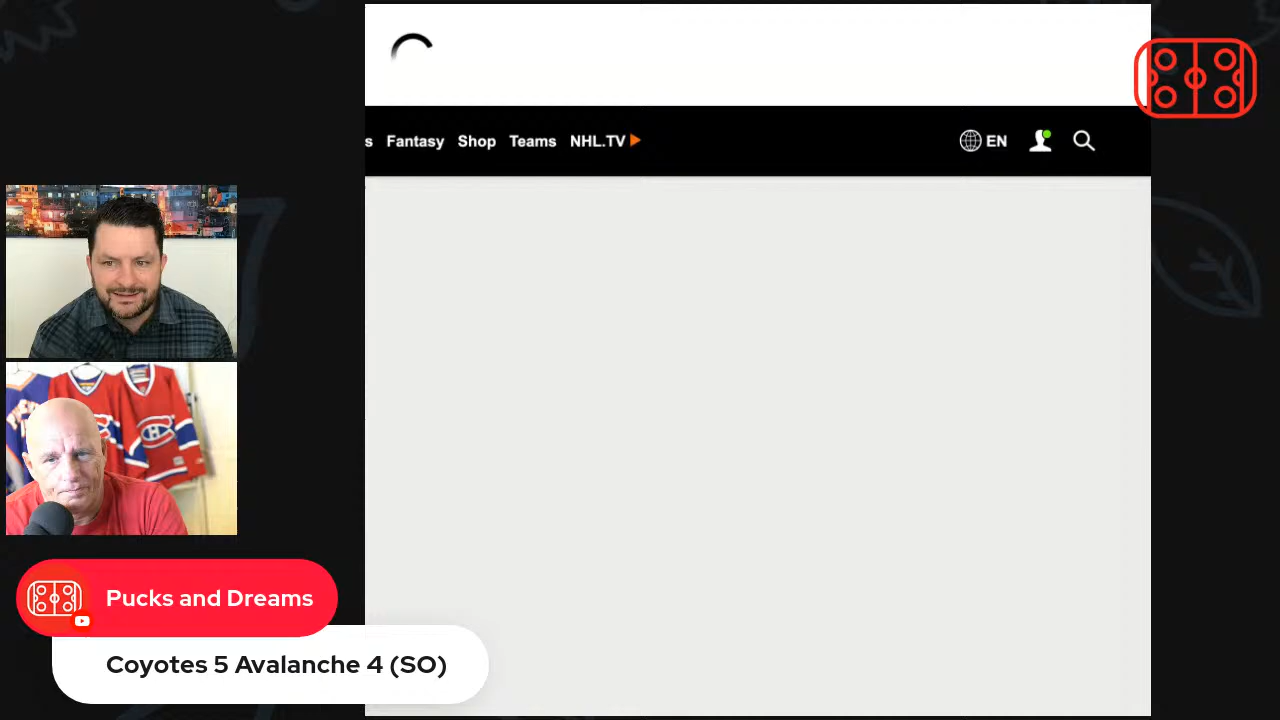 s Fantasy Shop Teams NHL.TV EN
Pucks and Dreams
Coyotes 5 Avalanche 4 (SO)